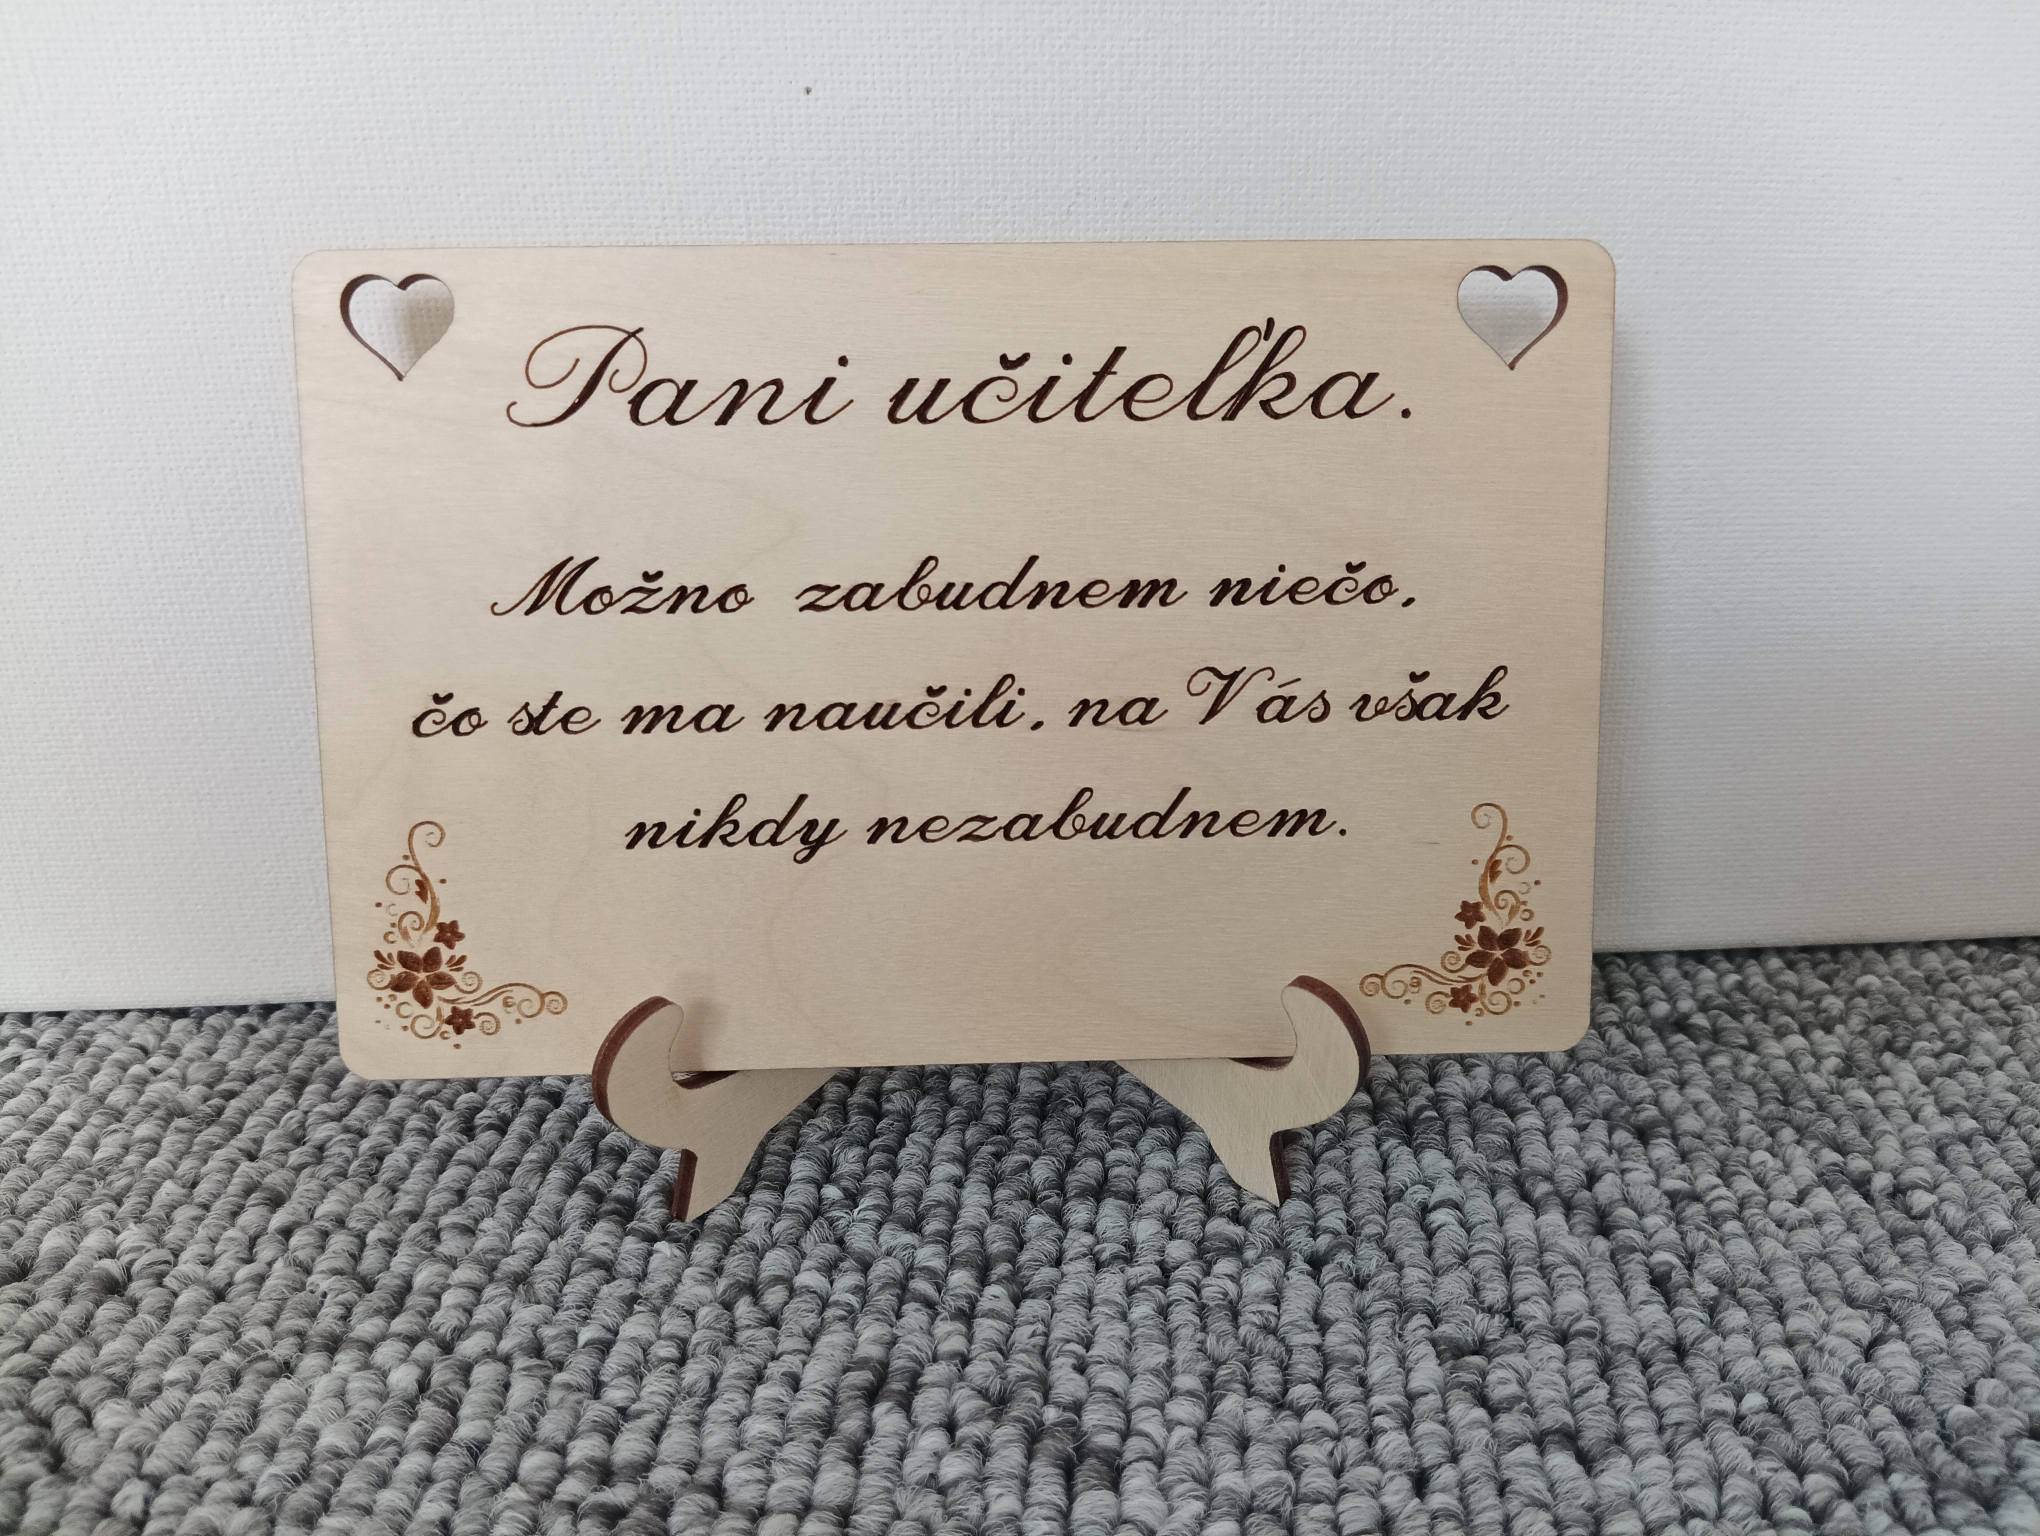 Pani učiteľka.
Možno zabudnem niečo,
čo ste ma naučili, na Vás však
nikdy nezabudnem.